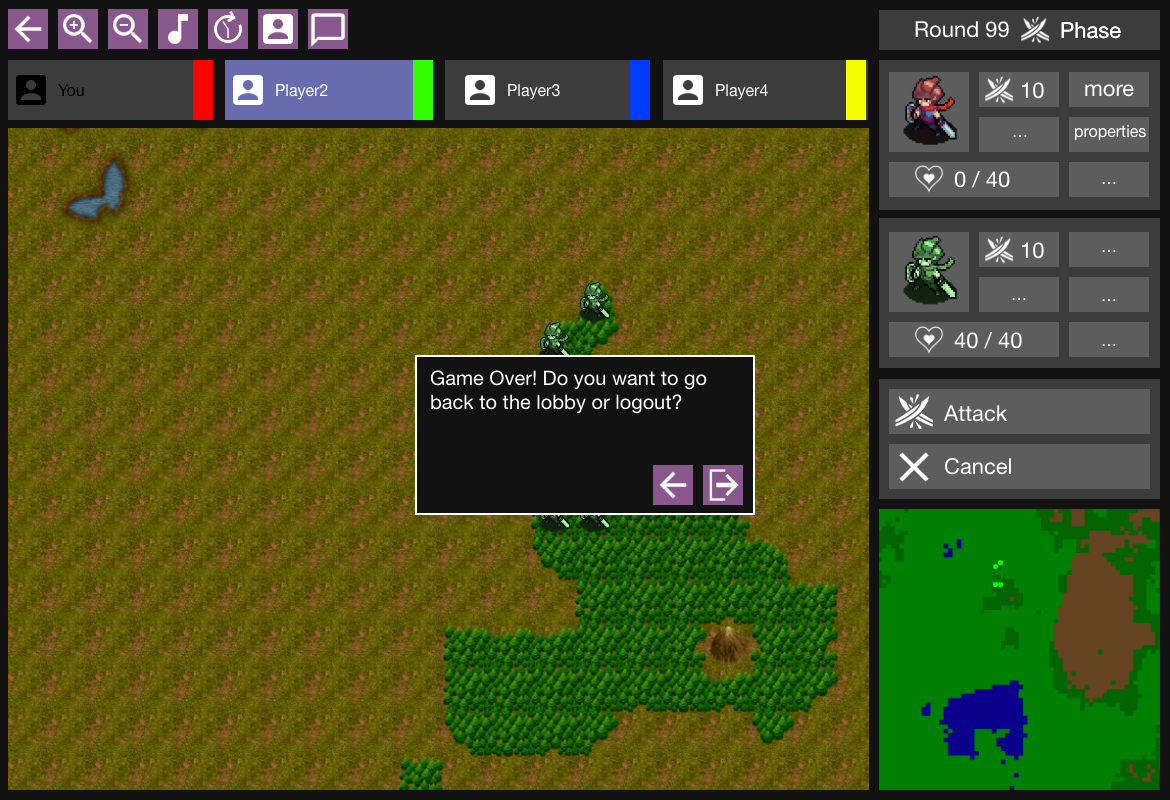 Round 99 Phase
You
Player2
Player3
Player4
10
more
...
properties
0 / 40
...
10
...
...
...
40 / 40
...
Game Over! Do you want to go
back to the lobby or logout?
Attack
Cancel